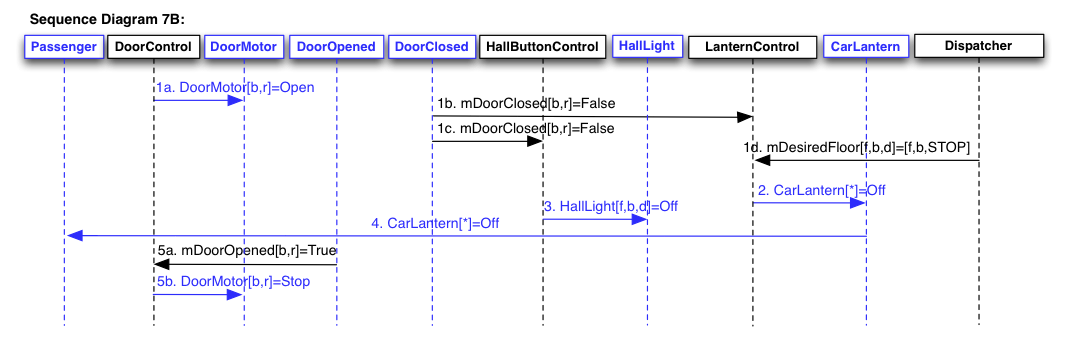 Sequence Diagram 7B:
Passenger DoorControl DoorMotor DoorOpened DoorClosed HallButtonControl HallLight LanternControl CarLantern Dispatcher
1a. DoorMotor[b,r]=Open
1b. mDoorClosed[b,r]=False
1c. mDoorClosed[b,r]=False
1d. mDesiredFloor[f,b,d]=[f,b,STOP]
2. CarLantern[*]=Off
3. HallLight[f,b,d]=Off
4. CarLantern[*]=Off
5a. mDoorOpened[b,r]=True
5b. DoorMotor[b,r]=Stop